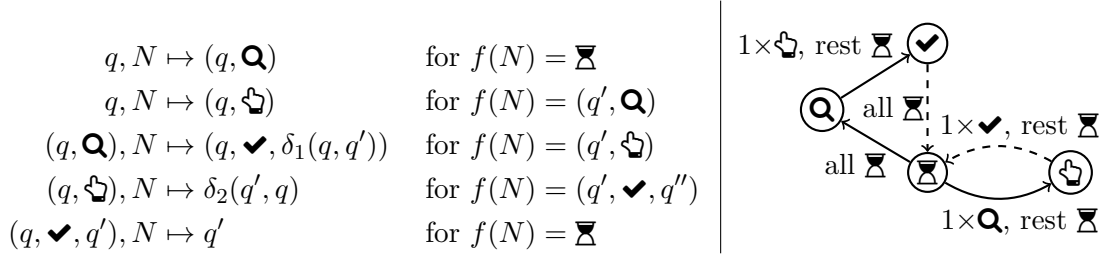 q, N ↦ (q, 🔍) for f(N) = ⌛
q, N ↦ (q, 👆) for f(N) = (q′, 🔍)
(q, 🔍), N ↦ (q, ✔, δ₁(q, q′)) for f(N) = (q′, 👆)
(q, 👆), N ↦ δ₂(q′, q) for f(N) = (q′, ✔, q″)
(q, ✔, q′), N ↦ q′ for f(N) = ⌛
1×👆, rest ⌛
✔
🔍
all ⌛
1×✔, rest ⌛
all ⌛
⌛
👆
1×🔍, rest ⌛